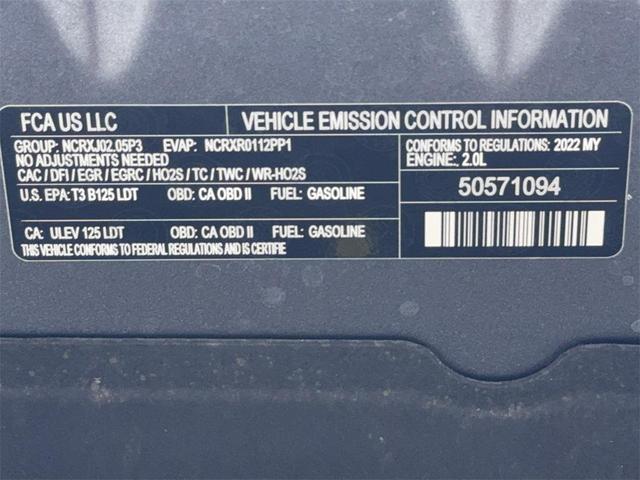 FCA US LLC
VEHICLE EMISSION CONTROL INFORMATION
GROUP: NCRXJ02.05P3 EVAP: NCRXR0112PP1
NO ADJUSTMENTS NEEDED
CAC / DFI / EGR / EGRC / HO2S / TC / TWC / WR-HO2S
CONFORMS TO REGULATIONS: 2022 MY
ENGINE:, 2.0L
U.S. EPA: T3 B125 LDT OBD: CA OBD II FUEL: GASOLINE
50571094
CA: ULEV 125 LDT OBD: CA OBD II FUEL: GASOLINE
THIS VEHICLE CONFORMS TO FEDERAL REGULATIONS AND IS CERTIFIE